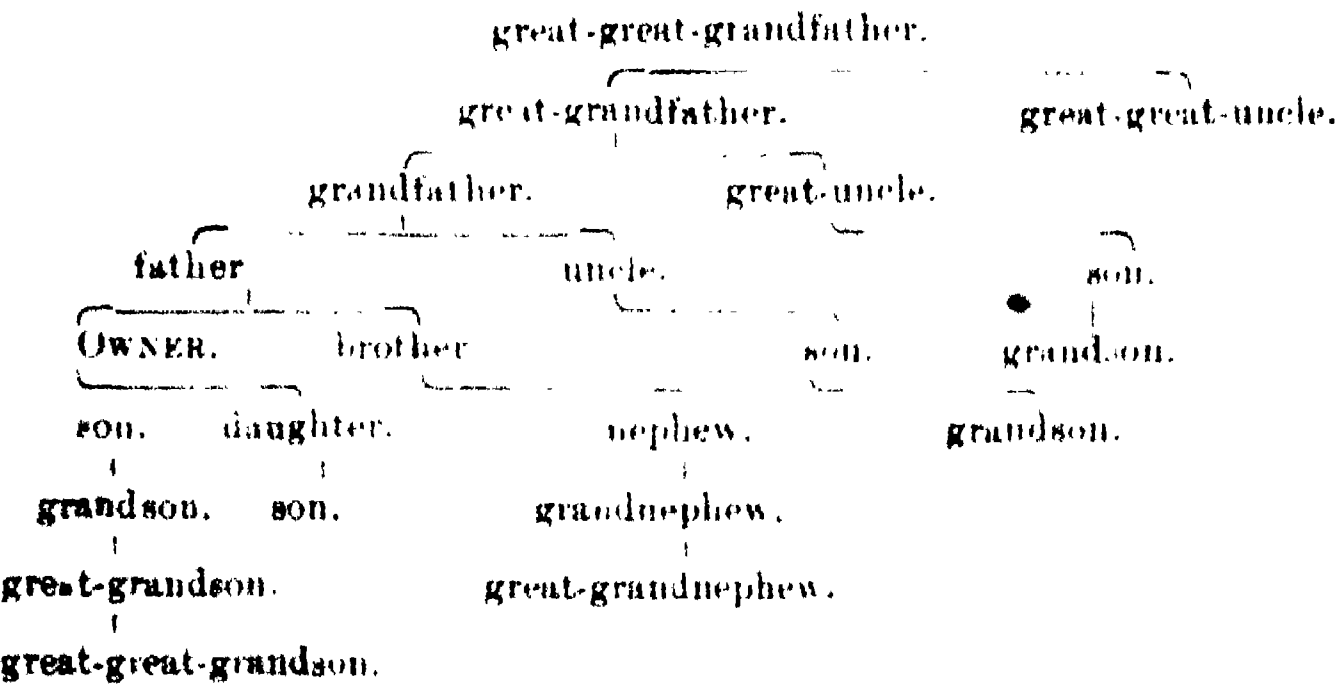 great-great-grandfather.
great-grandfather. great-great-uncle.
grandfather. great-uncle.
father uncle. son.
OWNER. brother son. grandson.
son. daughter. nephew. grandson.
grandson. son. grandnephew.
great-grandson. great-grandnephew.
great-great-grandson.